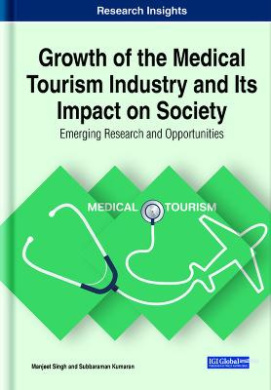 Research Insights
Growth of the Medical
Tourism Industry and Its
Impact on Society
Emerging Research and Opportunities
MEDICAL TOURISM
Manjeet Singh and Subbaraman Kumaran
IGI Global